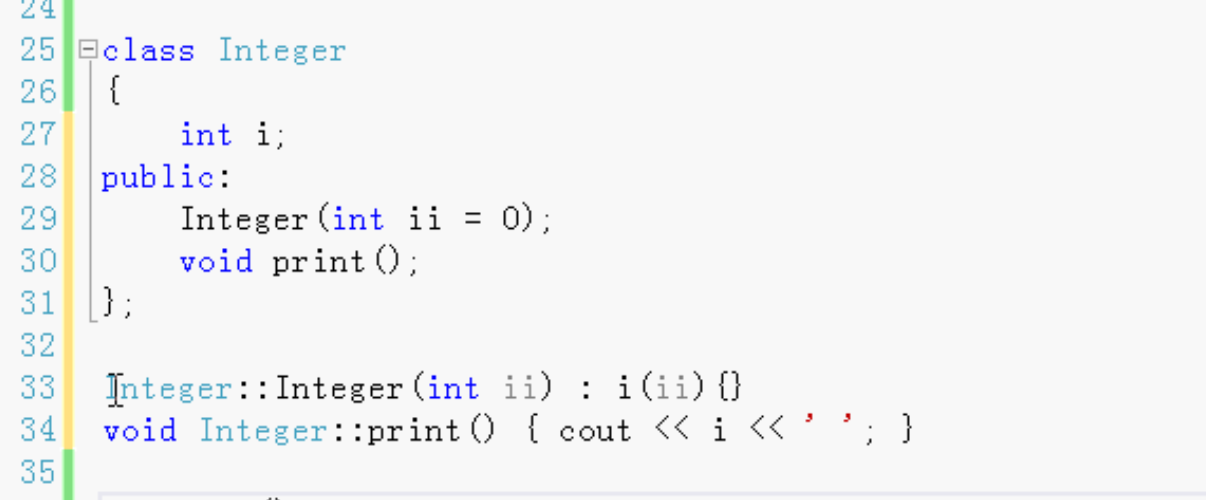 24
25 class Integer
26 {
27     int i;
28 public:
29     Integer(int ii = 0);
30     void print();
31 };
32
33 Integer::Integer(int ii) : i(ii){}
34 void Integer::print() { cout << i << ' '; }
35